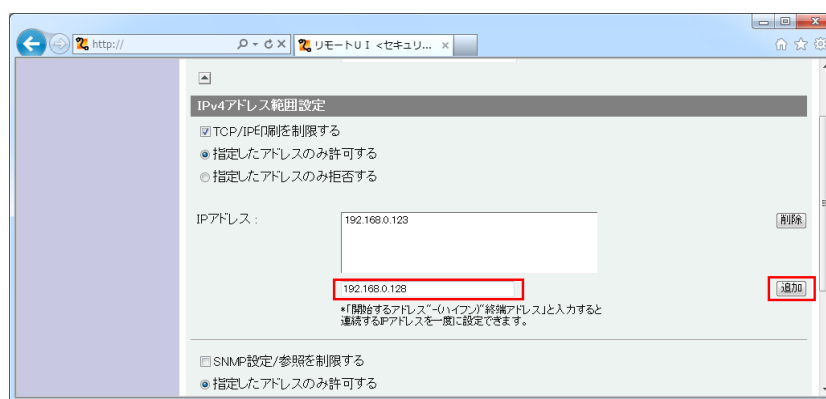 http://
リモートUI <セキュリ...
IPv4アドレス範囲設定
TCP/IP印刷を制限する
指定したアドレスのみ許可する
指定したアドレスのみ拒否する
IPアドレス :
192.168.0.123
削除
192.168.0.128
追加
*「開始するアドレス"-(ハイフン)"終端アドレス」と入力すると
連続するIPアドレスを一度に設定できます。
SNMP設定/参照を制限する
指定したアドレスのみ許可する